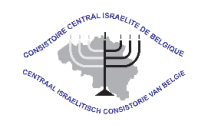 CONSISTOIRE CENTRAL ISRAELITE DE BELGIQUE
CENTRAAL ISRAELITISCH CONSISTORIE VAN BELGIE